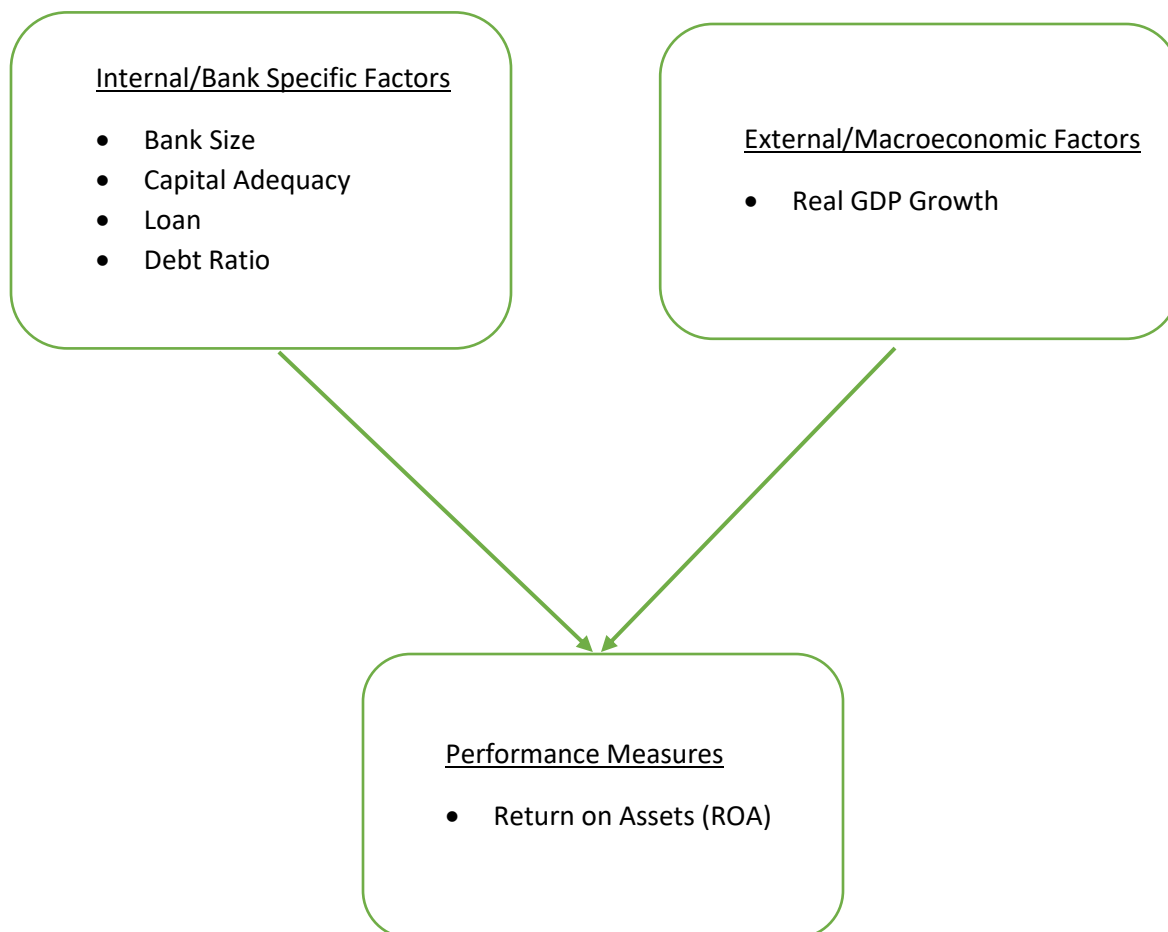 Internal/Bank Specific Factors
• Bank Size
• Capital Adequacy
• Loan
• Debt Ratio
External/Macroeconomic Factors
• Real GDP Growth
Performance Measures
• Return on Assets (ROA)